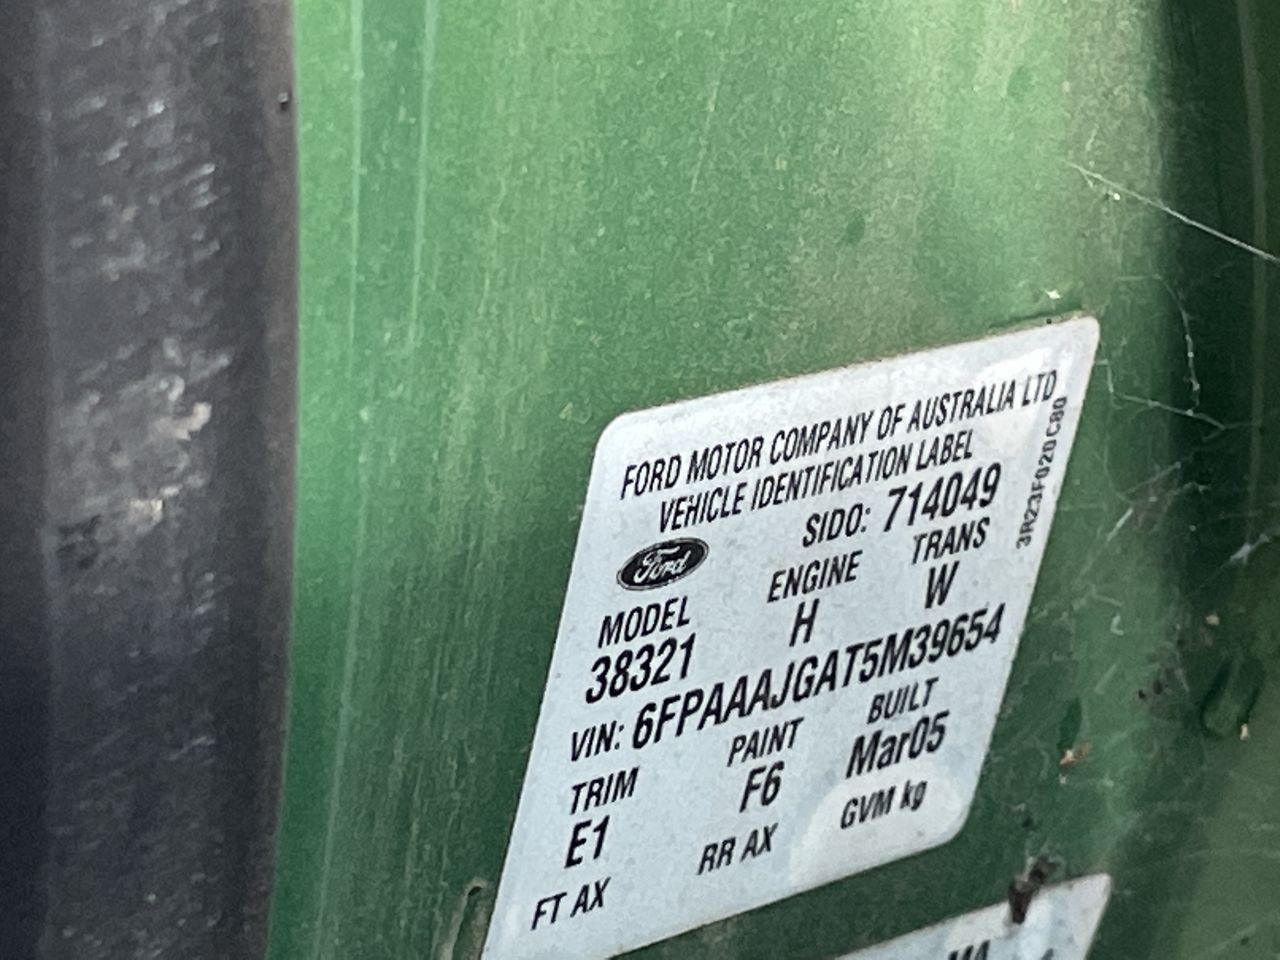 FORD MOTOR COMPANY OF AUSTRALIA LTD
VEHICLE IDENTIFICATION LABEL
SIDO: 714049
Ford
MODEL ENGINE TRANS
38321 H W
VIN: 6FPAAAJGAT5M39654
TRIM PAINT BUILT
E1 F6 Mar05
FT AX RR AX GVM kg
3R23F020C80